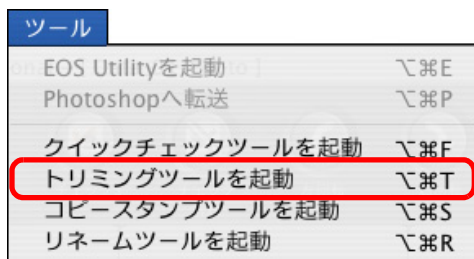 ツール
EOS Utilityを起動 ⌥⌘E
Photoshopへ転送 ⌥⌘P
クイックチェックツールを起動 ⌥⌘F
トリミングツールを起動 ⌥⌘T
コピースタンプツールを起動 ⌥⌘S
リネームツールを起動 ⌥⌘R